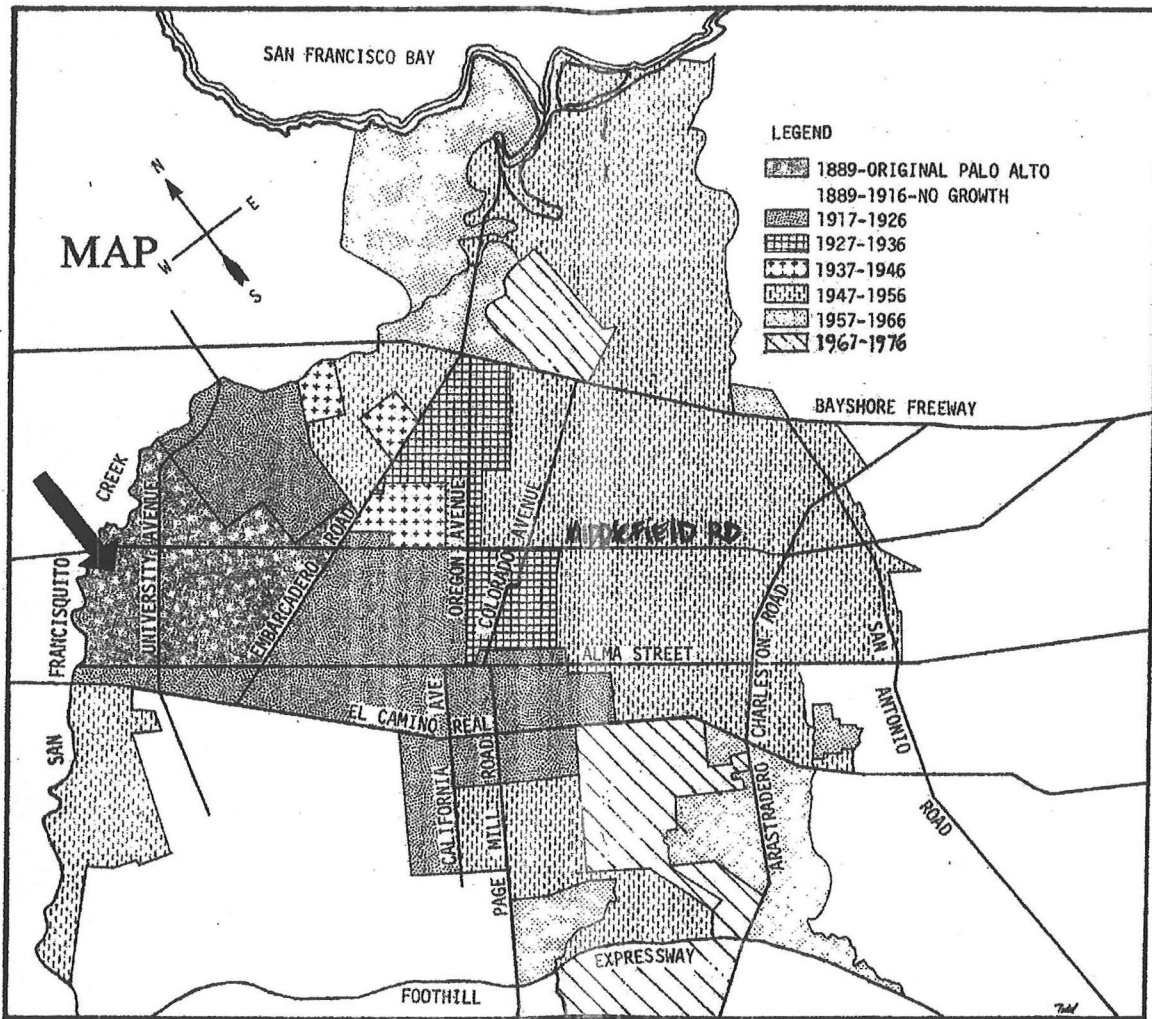 SAN FRANCISCO BAY
LEGEND
1889-ORIGINAL PALO ALTO
1889-1916-NO GROWTH
1917-1926
1927-1936
1937-1946
1947-1956
1957-1966
1967-1976
N
E
W
S
MAP
BAYSHORE FREEWAY
SAN FRANCISQUITO CREEK
UNIVERSITY AVENUE
EMBARCADERO ROAD
OREGON AVENUE
COLORADO AVENUE
MIDDLEFIELD RD
ALMA STREET
EL CAMINO REAL
CALIFORNIA AVE
PAGE MILL ROAD
ARASTRADERO CHARLESTON ROAD
SAN ANTONIO ROAD
FOOTHILL EXPRESSWAY
Todd